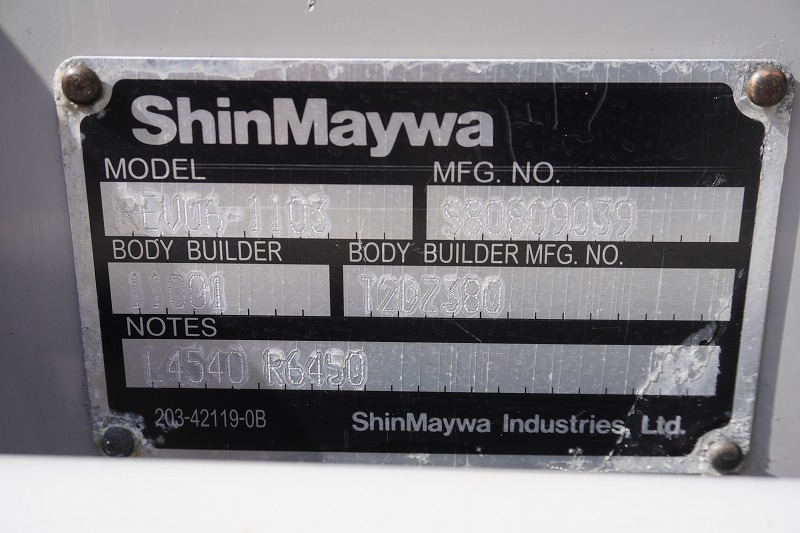 ShinMaywa
MODEL MFG. NO.
REV06-1103 S80809039
BODY BUILDER BODY BUILDER MFG. NO.
11C01 T2DZ380
NOTES
L4540 R6450
203-42119-0B ShinMaywa Industries, Ltd.